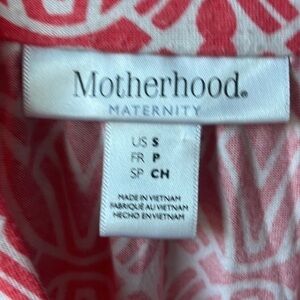 Motherhood®
MATERNITY
US S
FR P
SP CH
MADE IN VIETNAM
FABRIQUÉ AU VIETNAM
HECHO EN VIETNAM